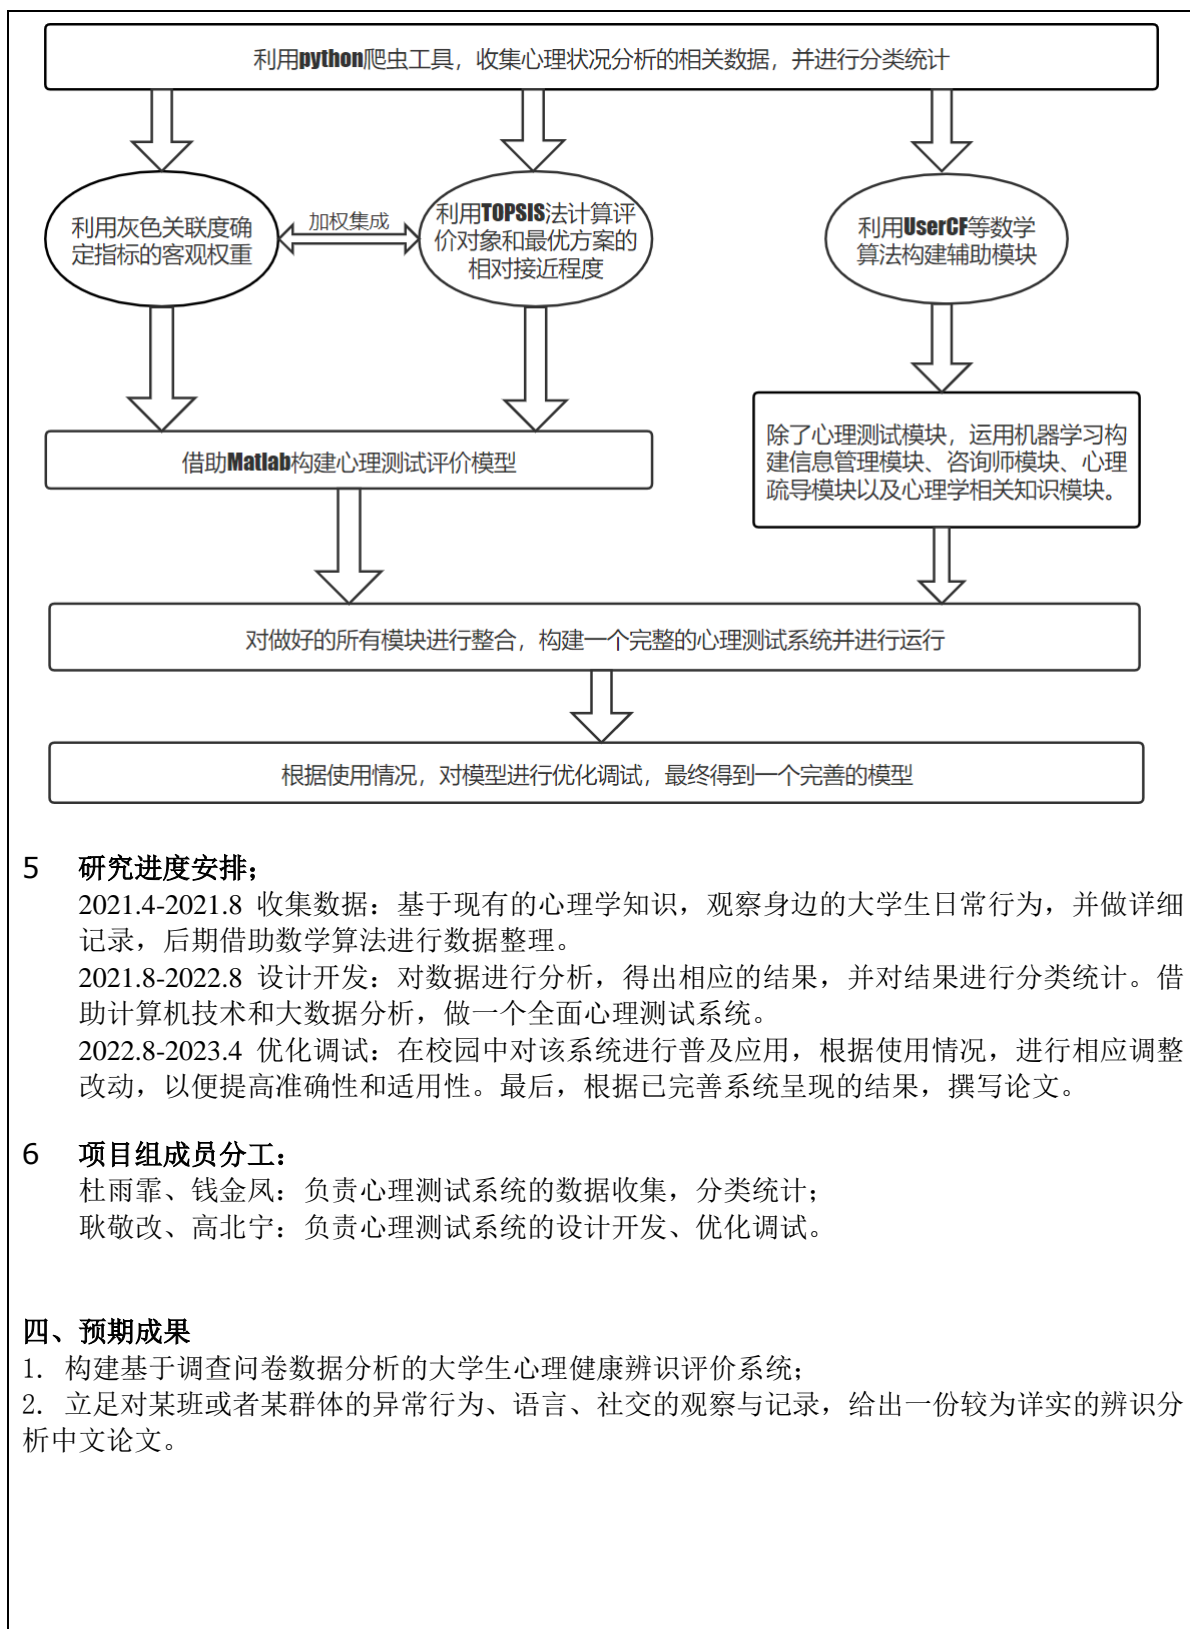 利用python爬虫工具，收集心理状况分析的相关数据，并进行分类统计
利用灰色关联度确
定指标的客观权重
加权集成
利用TOPSIS法计算评
价对象和最优方案的
相对接近程度
利用UserCF等数学
算法构建辅助模块
借助Matlab构建心理测试评价模型
除了心理测试模块，运用机器学习构
建信息管理模块、咨询师模块、心理
疏导模块以及心理学相关知识模块。
对做好的所有模块进行整合，构建一个完整的心理测试系统并进行运行
根据使用情况，对模型进行优化调试，最终得到一个完善的模型
5 研究进度安排；
2021.4-2021.8 收集数据：基于现有的心理学知识，观察身边的大学生日常行为，并做详细
记录，后期借助数学算法进行数据整理。
2021.8-2022.8 设计开发：对数据进行分析，得出相应的结果，并对结果进行分类统计。借
助计算机技术和大数据分析，做一个全面心理测试系统。
2022.8-2023.4 优化调试：在校园中对该系统进行普及应用，根据使用情况，进行相应调整
改动，以便提高准确性和适用性。最后，根据已完善系统呈现的结果，撰写论文。
6 项目组成员分工：
杜雨霏、钱金凤：负责心理测试系统的数据收集，分类统计；
耿敬改、高北宁：负责心理测试系统的设计开发、优化调试。
四、预期成果
1. 构建基于调查问卷数据分析的大学生心理健康辨识评价系统；
2. 立足对某班或者某群体的异常行为、语言、社交的观察与记录，给出一份较为详实的辨识分
析中文论文。